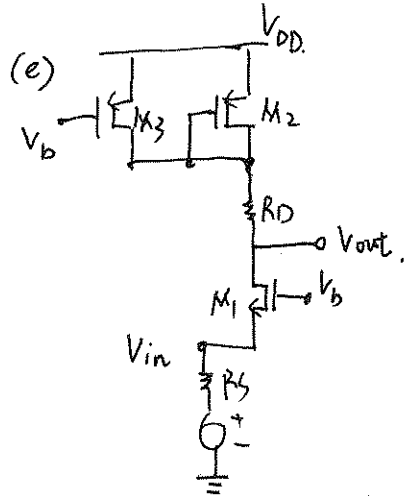 VDD.
(e)
M3
M2
Vb
RD
Vout.
M1
Vb
Vin
RS
+
-